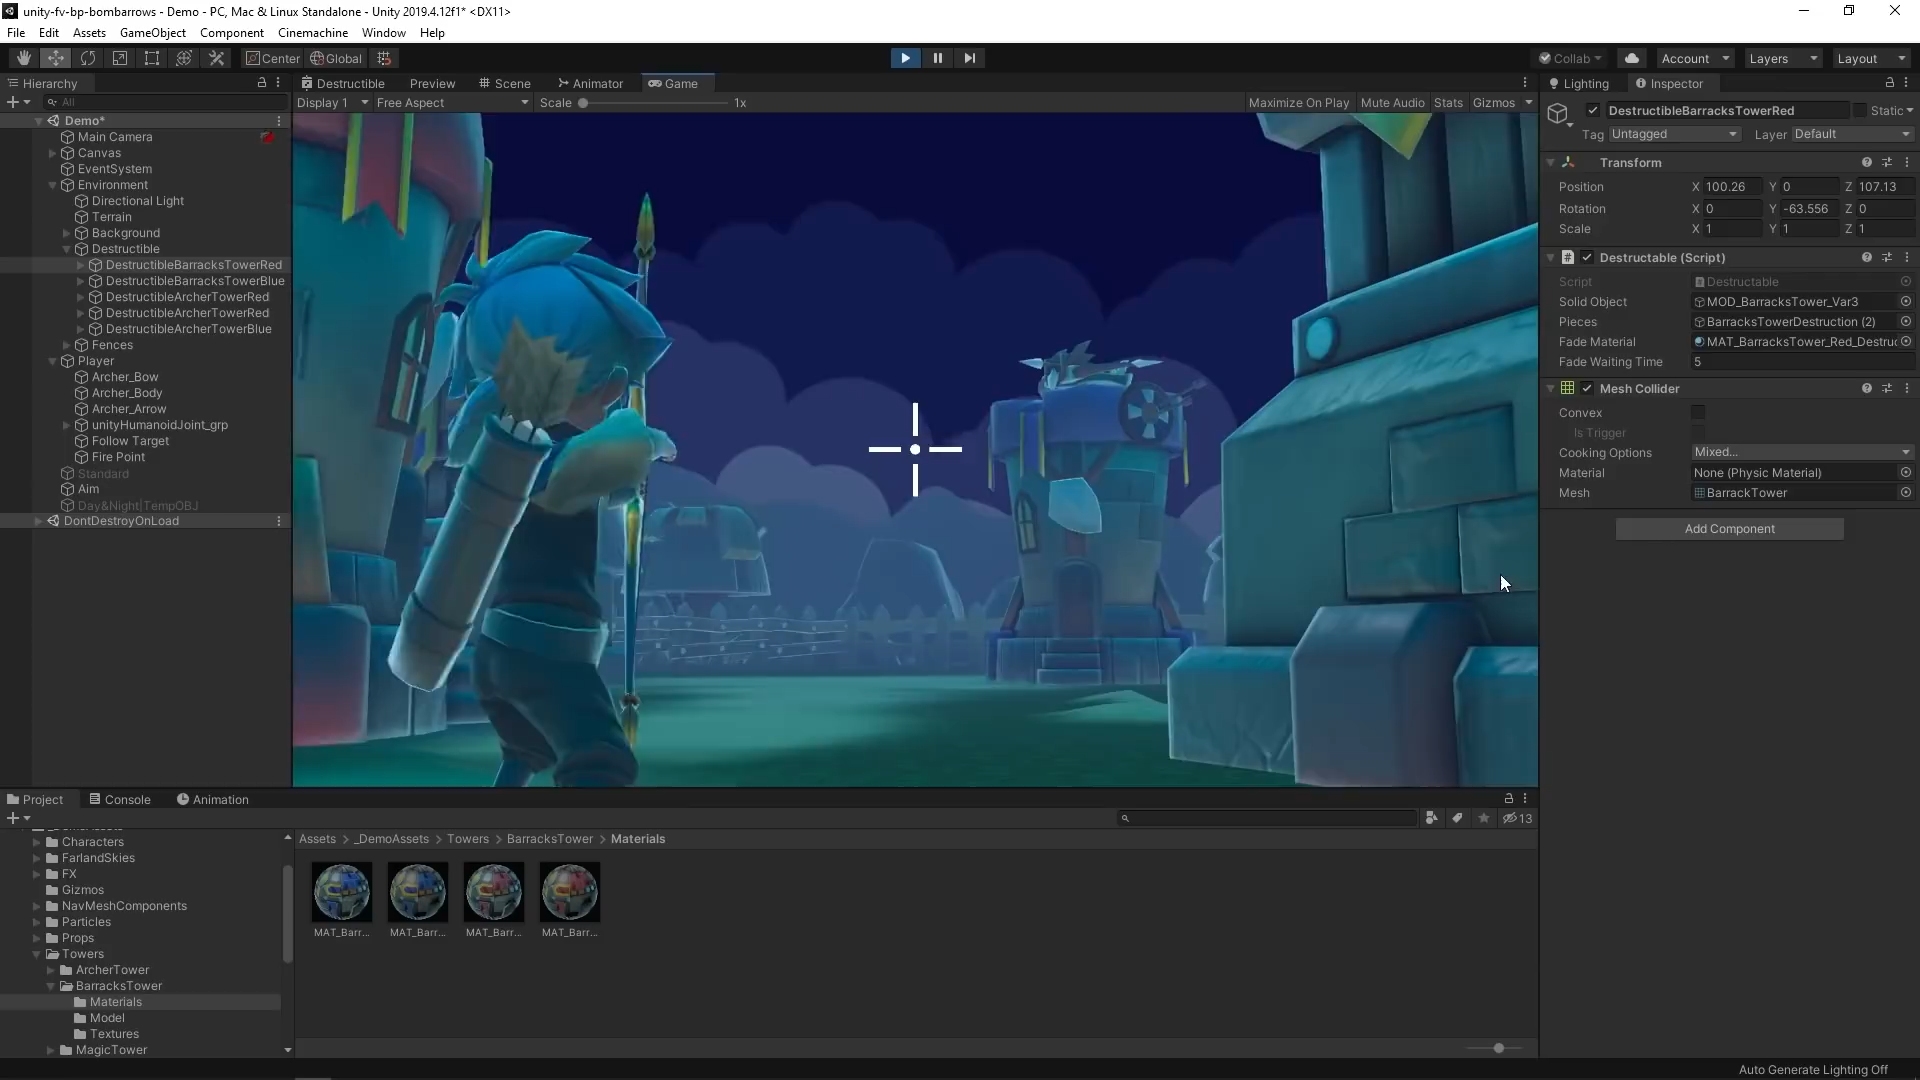 unity-fv-bp-bombarrows - Demo - PC, Mac & Linux Standalone - Unity 2019.4.12f1* <DX11>
File Edit Assets GameObject Component Cinemachine Window Help
Center Global Collab Account Layers Layout
Hierarchy
All
Demo*
Main Camera
Canvas
EventSystem
Environment
Directional Light
Terrain
Background
Destructible
DestructibleBarracksTowerRed
DestructibleBarracksTowerBlue
DestructibleArcherTowerRed
DestructibleArcherTowerRed
DestructibleArcherTowerBlue
Fences
Player
Archer_Bow
Archer_Body
Archer_Arrow
unityHumanoidJoint_grp
Follow Target
Fire Point
Standard
Aim
Day&Night|TempOBJ
DontDestroyOnLoad
Destructible Preview Scene Animator Game
Display 1 Free Aspect Scale 1x Maximize On Play Mute Audio Stats Gizmos
Lighting Inspector
DestructibleBarracksTowerRed Static
Tag Untagged Layer Default
Transform
Position X 100.26 Y 0 Z 107.13
Rotation X 0 Y -63.556 Z 0
Scale X 1 Y 1 Z 1
# Destructable (Script)
Script Destructable
Solid Object MOD_BarracksTower_Var3
Pieces BarracksTowerDestruction (2)
Fade Material MAT_BarracksTower_Red_Destruc
Fade Waiting Time 5
Mesh Collider
Convex
Is Trigger
Cooking Options Mixed...
Material None (Physic Material)
Mesh BarrackTower
Add Component
Project Console Animation
13
Characters
FarlandSkies
FX
Gizmos
NavMeshComponents
Particles
Props
Towers
ArcherTower
BarracksTower
Materials
Model
Textures
MagicTower
Assets > _DemoAssets > Towers > BarracksTower > Materials
MAT_Barr... MAT_Barr... MAT_Barr... MAT_Barr...
Auto Generate Lighting Off